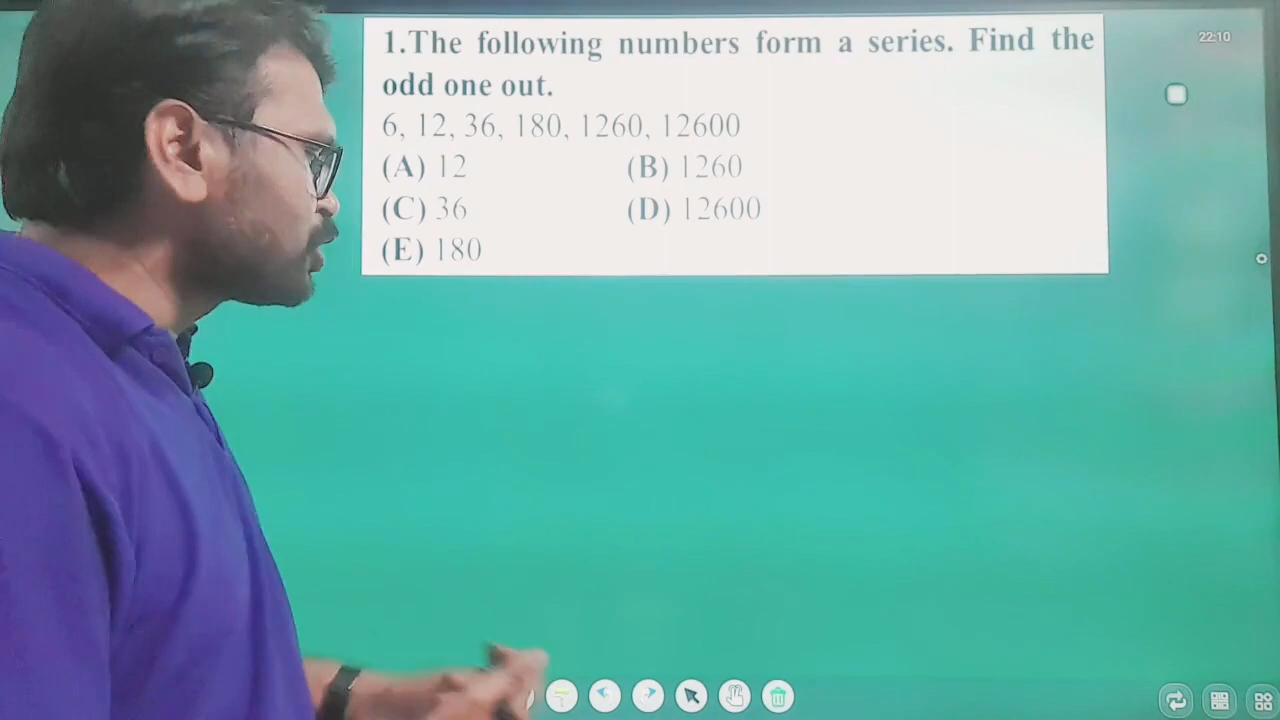 22:10
1.The following numbers form a series. Find the
odd one out.
6, 12, 36, 180, 1260, 12600
(A) 12 (B) 1260
(C) 36 (D) 12600
(E) 180